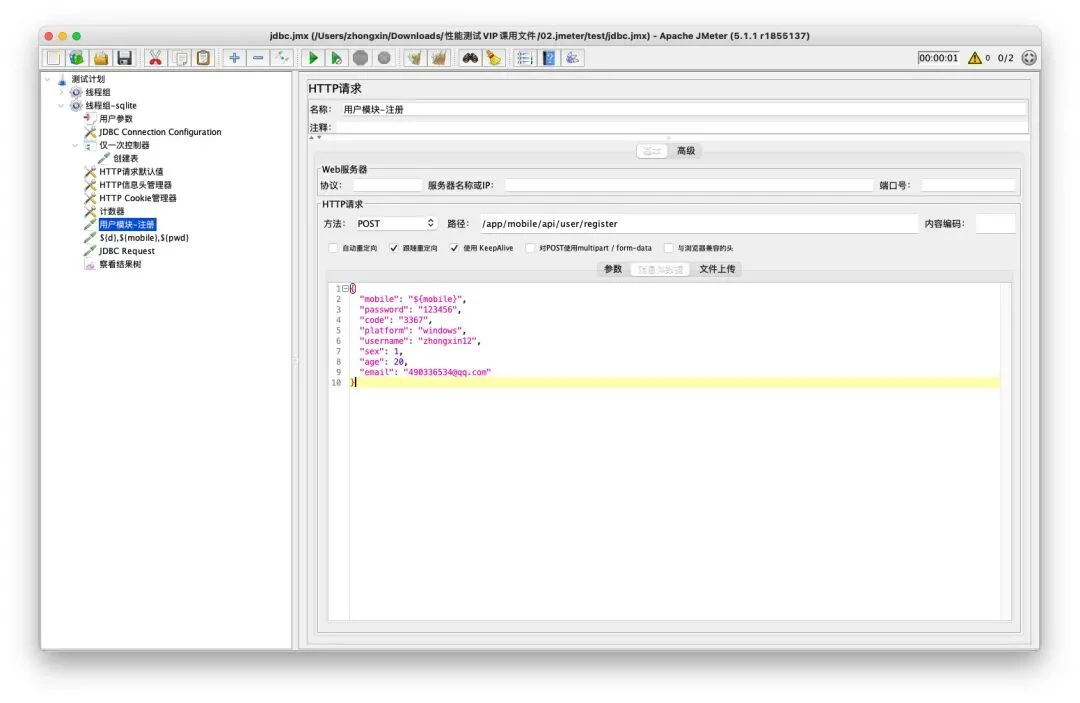 jdbc.jmx (/Users/zhongxin/Downloads/性能测试VIP课用文件/02.jmeter/test/jdbc.jmx) - Apache JMeter (5.1.1 r1855137)
00:00:01 0 0/2
测试计划
线程组
线程组-sqlite
用户参数
JDBC Connection Configuration
仅一次控制器
创建表
HTTP请求默认值
HTTP信息头管理器
HTTP Cookie管理器
计数器
用户模块-注册
${d},${mobile},${pwd}
JDBC Request
察看结果树
HTTP请求
名称: 用户模块-注册
注释:
基本 高级
Web服务器
协议: 服务器名称或IP: 端口号:
HTTP请求
方法: POST 路径: /app/mobile/api/user/register 内容编码:
自动重定向 跟随重定向 使用 KeepAlive 对POST使用multipart / form-data 与浏览器兼容的头
参数 消息体数据 文件上传
1 {
2 "mobile": "${mobile}",
3 "password": "123456",
4 "code": "3367",
5 "platform": "windows",
6 "username": "zhongxin12",
7 "sex": 1,
8 "age": 20,
9 "email": "490336534@qq.com"
10 }